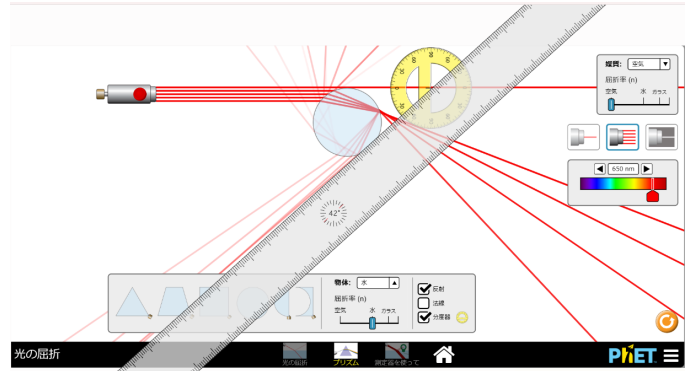 媒質: 空気
屈折率 (n)
空気 水 ガラス
650 nm
42°
物体: 水
屈折率 (n)
空気 水 ガラス
反射
法線
分度器
光の屈折
光の屈折
プリズム
測定器を使って
PhET